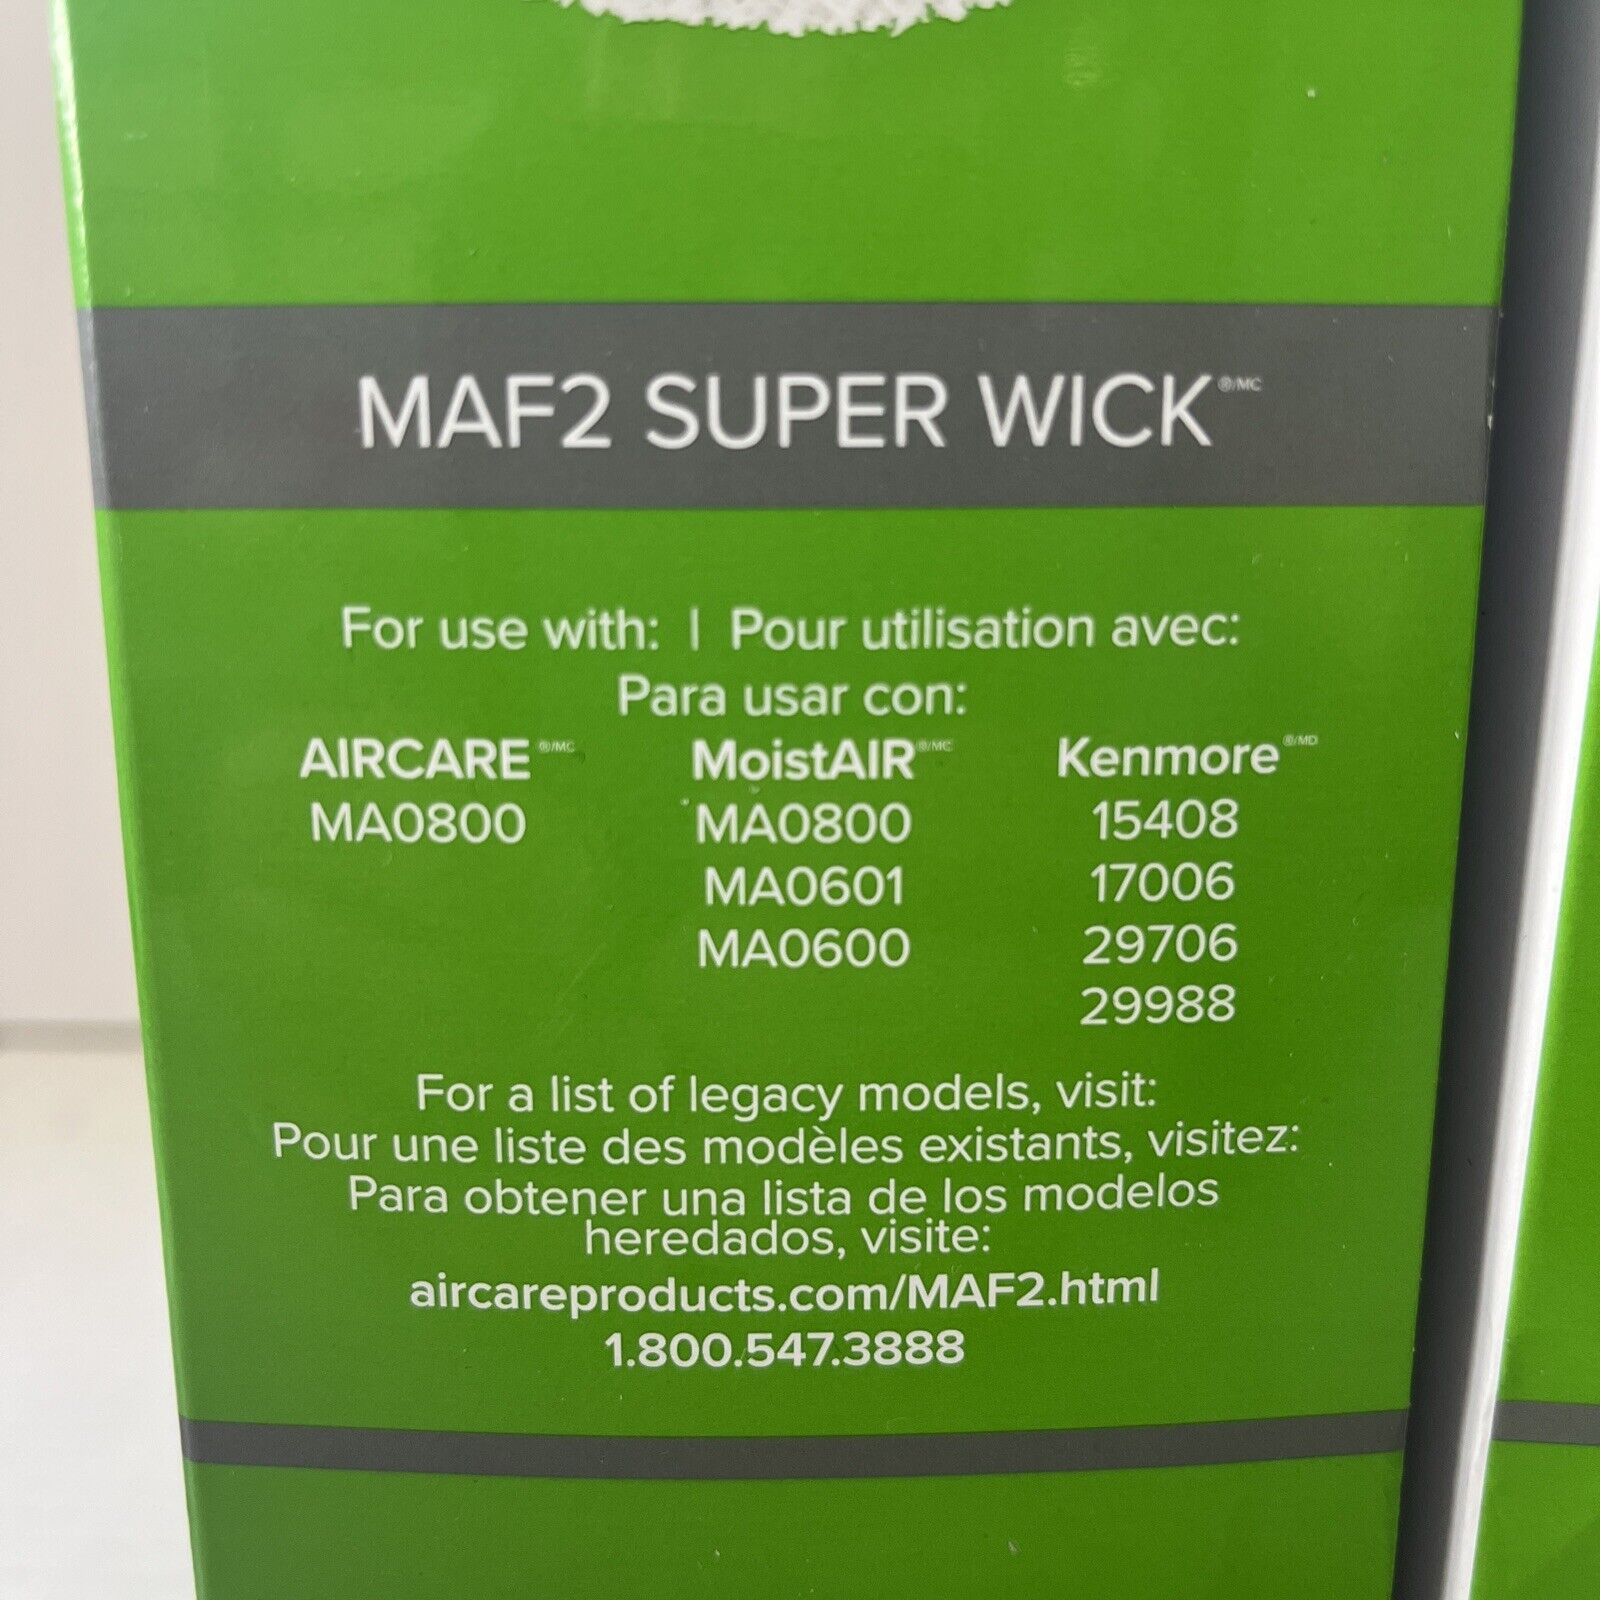 MAF2 SUPER WICK ®/MC
For use with: | Pour utilisation avec:
Para usar con:
AIRCARE ®/MC MoistAIR ®/MC Kenmore ®/MD
MA0800 MA0800 15408
MA0601 17006
MA0600 29706
29988
For a list of legacy models, visit:
Pour une liste des modèles existants, visitez:
Para obtener una lista de los modelos
heredados, visite:
aircareproducts.com/MAF2.html
1.800.547.3888